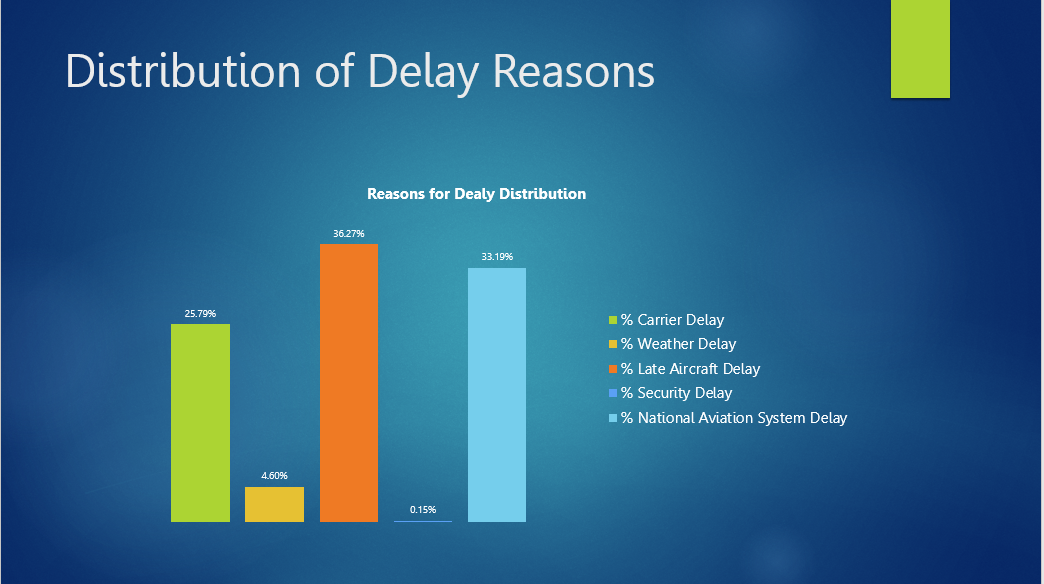 Distribution of Delay Reasons
Reasons for Dealy Distribution
36.27%
33.19%
25.79%
4.60%
0.15%
% Carrier Delay
% Weather Delay
% Late Aircraft Delay
% Security Delay
% National Aviation System Delay